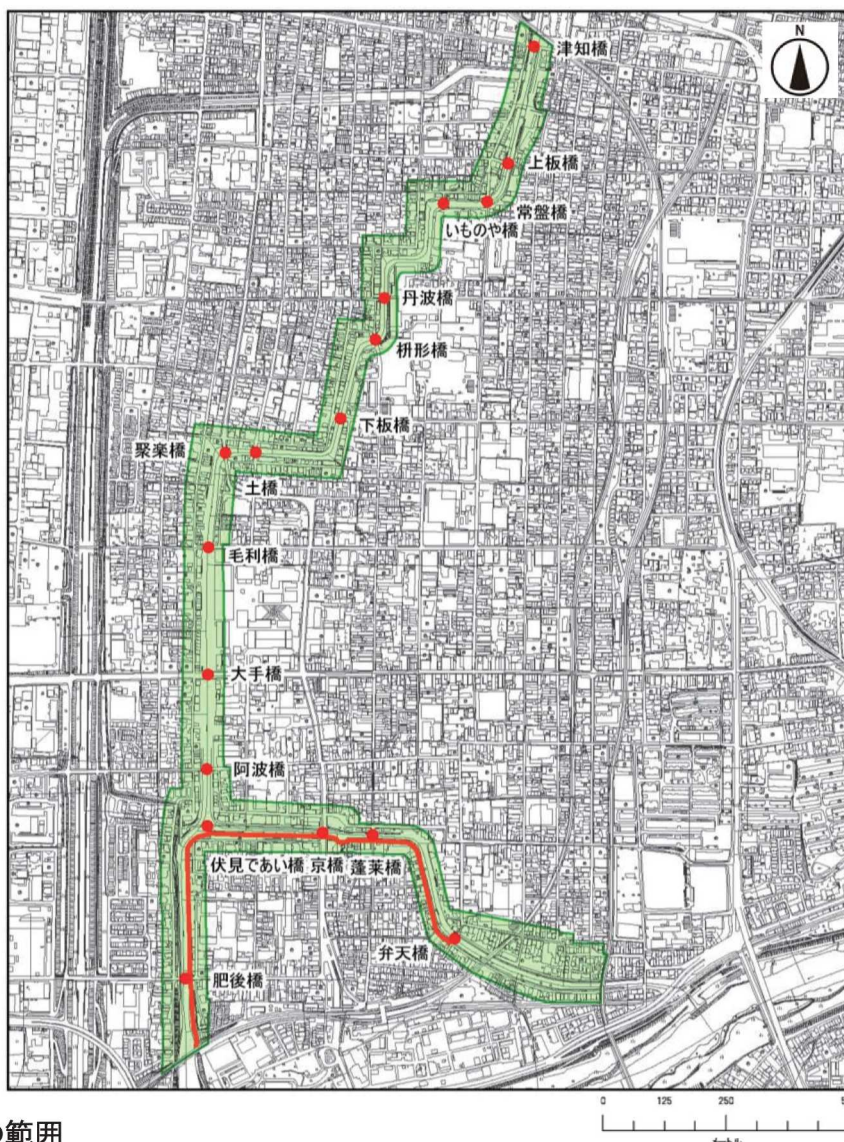 N
津知橋
上板橋
常盤橋
いものや橋
丹波橋
枡形橋
下板橋
聚楽橋
土橋
毛利橋
大手橋
阿波橋
伏見であい橋 京橋 蓬莱橋
弁天橋
肥後橋
0 125 250
の範囲